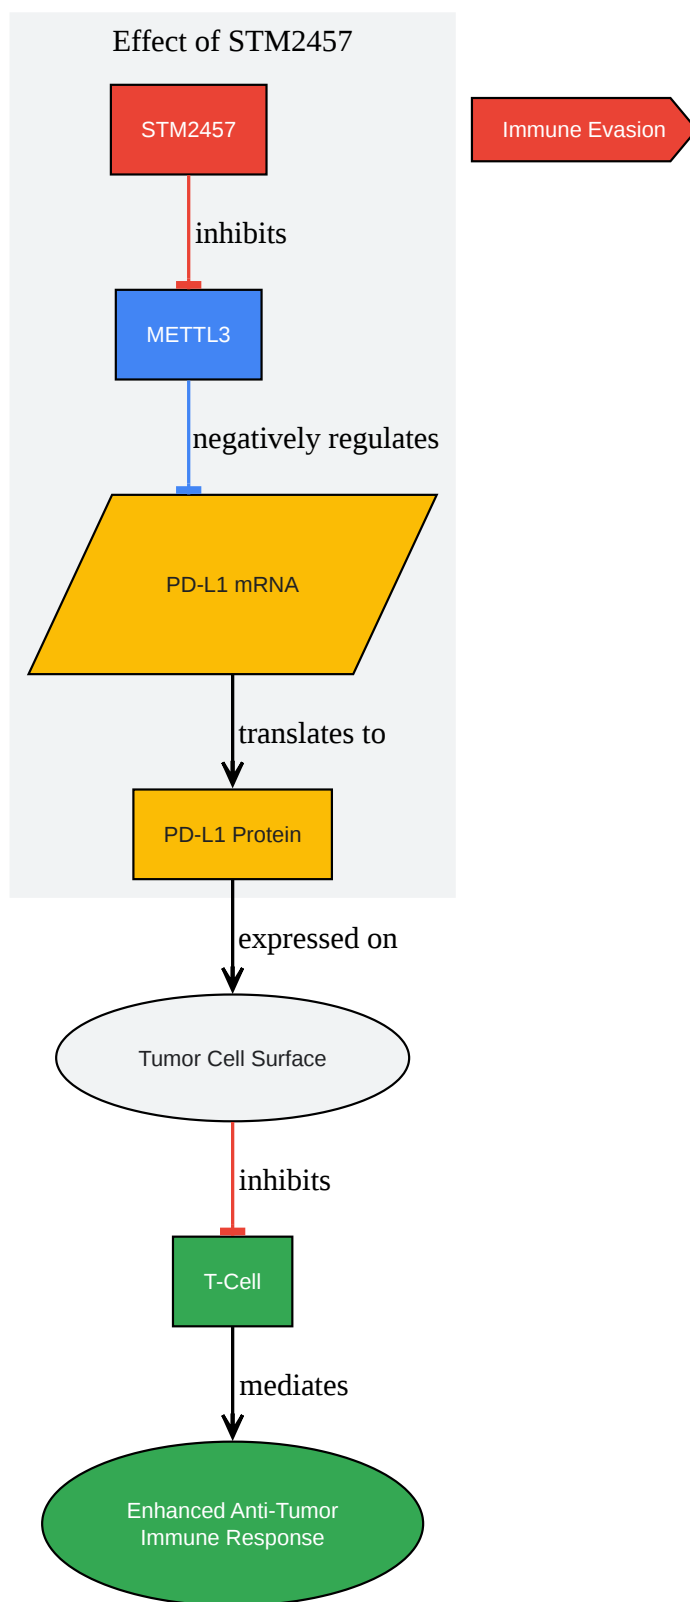 Effect of STM2457
STM2457
Immune Evasion
inhibits
METTL3
negatively regulates
PD-L1 mRNA
translates to
PD-L1 Protein
expressed on
Tumor Cell Surface
inhibits
T-Cell
mediates
Enhanced Anti-Tumor
Immune Response